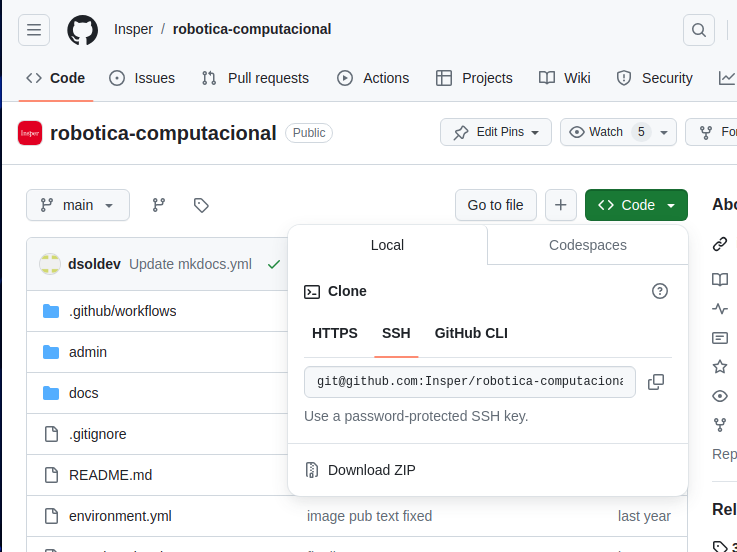 Insper / robotica-computacional
Code Issues Pull requests Actions Projects Wiki Security
Insper robotica-computacional Public Edit Pins Watch 5 Fo
main Go to file Code Abo
dsoldev Update mkdocs.yml
Local Codespaces
Clone
.github/workflows
HTTPS SSH GitHub CLI
admin
git@github.com:Insper/robotica-computaciona
docs
Use a password-protected SSH key.
.gitignore
Rep
README.md
Download ZIP
environment.yml image pub text fixed last year
Rel